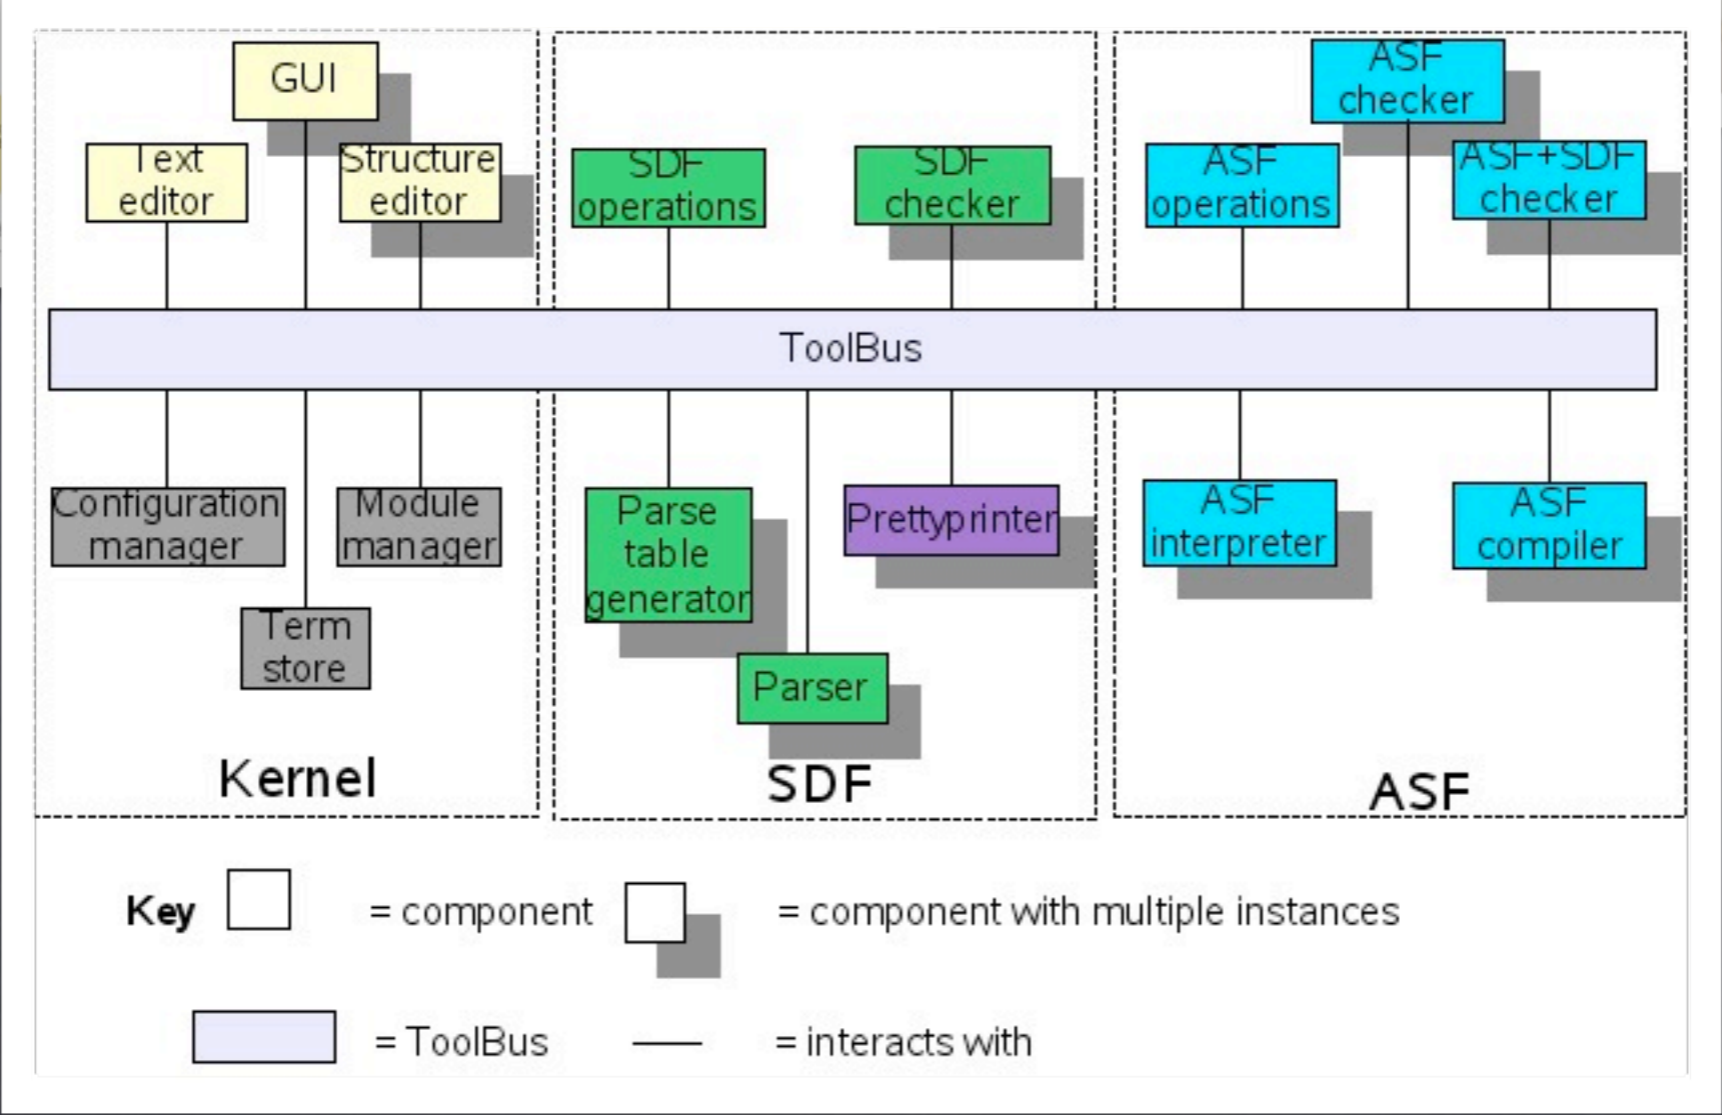 GUI
Text
editor
Structure
editor
SDF
operations
SDF
checker
ASF
checker
ASF
operations
ASF+SDF
checker
ToolBus
Configuration
manager
Module
manager
Term
store
Parse
table
generator
Prettyprinter
Parser
ASF
interpreter
ASF
compiler
Kernel
SDF
ASF
Key
= component
= component with multiple instances
= ToolBus
= interacts with